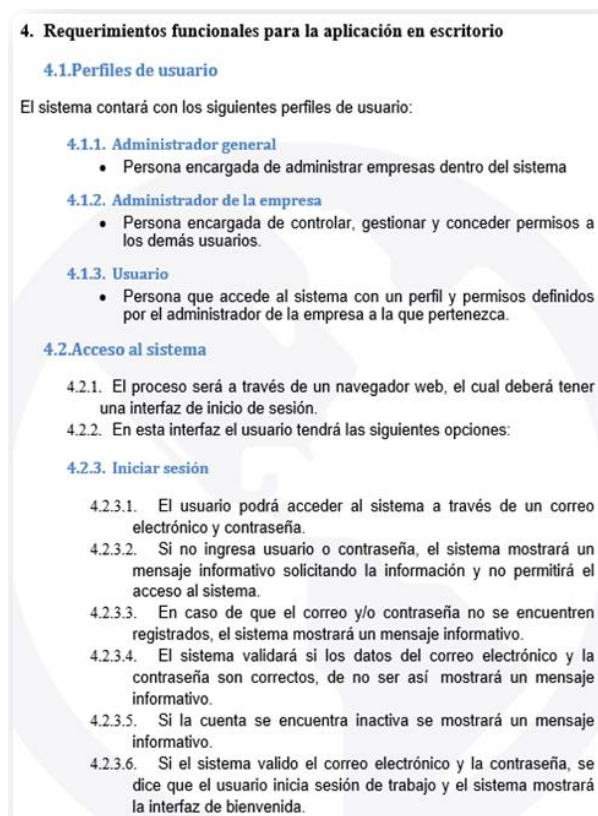 4. Requerimientos funcionales para la aplicación en escritorio
4.1.Perfiles de usuario
El sistema contará con los siguientes perfiles de usuario:
4.1.1. Administrador general
• Persona encargada de administrar empresas dentro del sistema
4.1.2. Administrador de la empresa
• Persona encargada de controlar, gestionar y conceder permisos a
los demás usuarios.
4.1.3. Usuario
• Persona que accede al sistema con un perfil y permisos definidos
por el administrador de la empresa a la que pertenezca.
4.2.Acceso al sistema
4.2.1. El proceso será a través de un navegador web, el cual deberá tener
una interfaz de inicio de sesión.
4.2.2. En esta interfaz el usuario tendrá las siguientes opciones:
4.2.3. Iniciar sesión
4.2.3.1. El usuario podrá acceder al sistema a través de un correo
electrónico y contraseña.
4.2.3.2. Si no ingresa usuario o contraseña, el sistema mostrará un
mensaje informativo solicitando la información y no permitirá el
acceso al sistema.
4.2.3.3. En caso de que el correo y/o contraseña no se encuentren
registrados, el sistema mostrará un mensaje informativo.
4.2.3.4. El sistema validará si los datos del correo electrónico y la
contraseña son correctos, de no ser así mostrará un mensaje
informativo.
4.2.3.5. Si la cuenta se encuentra inactiva se mostrará un mensaje
informativo.
4.2.3.6. Si el sistema valido el correo electrónico y la contraseña, se
dice que el usuario inicia sesión de trabajo y el sistema mostrará
la interfaz de bienvenida.